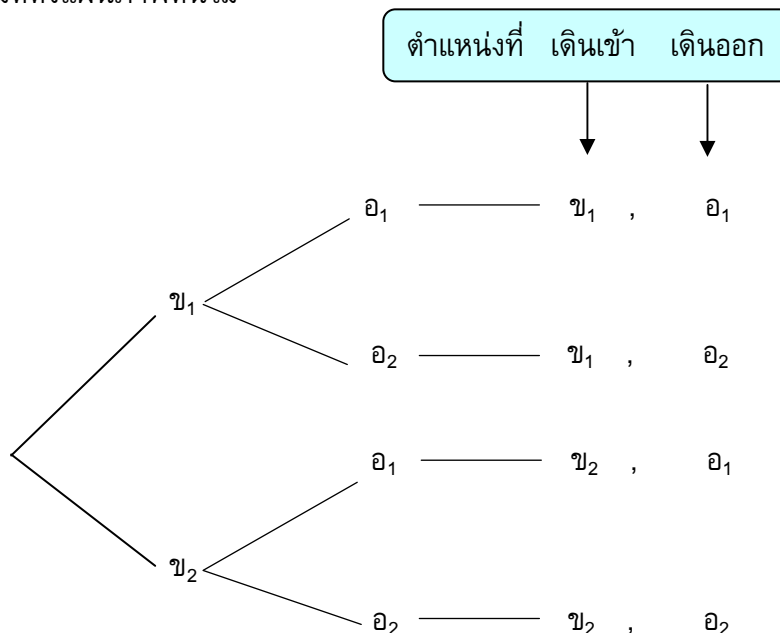 ตำแหน่งที่ เดินเข้า เดินออก
อ₁ ข₁ , อ₁
ข₁
อ₂ ข₁ , อ₂
อ₁ ข₂ , อ₁
ข₂
อ₂ ข₂ , อ₂